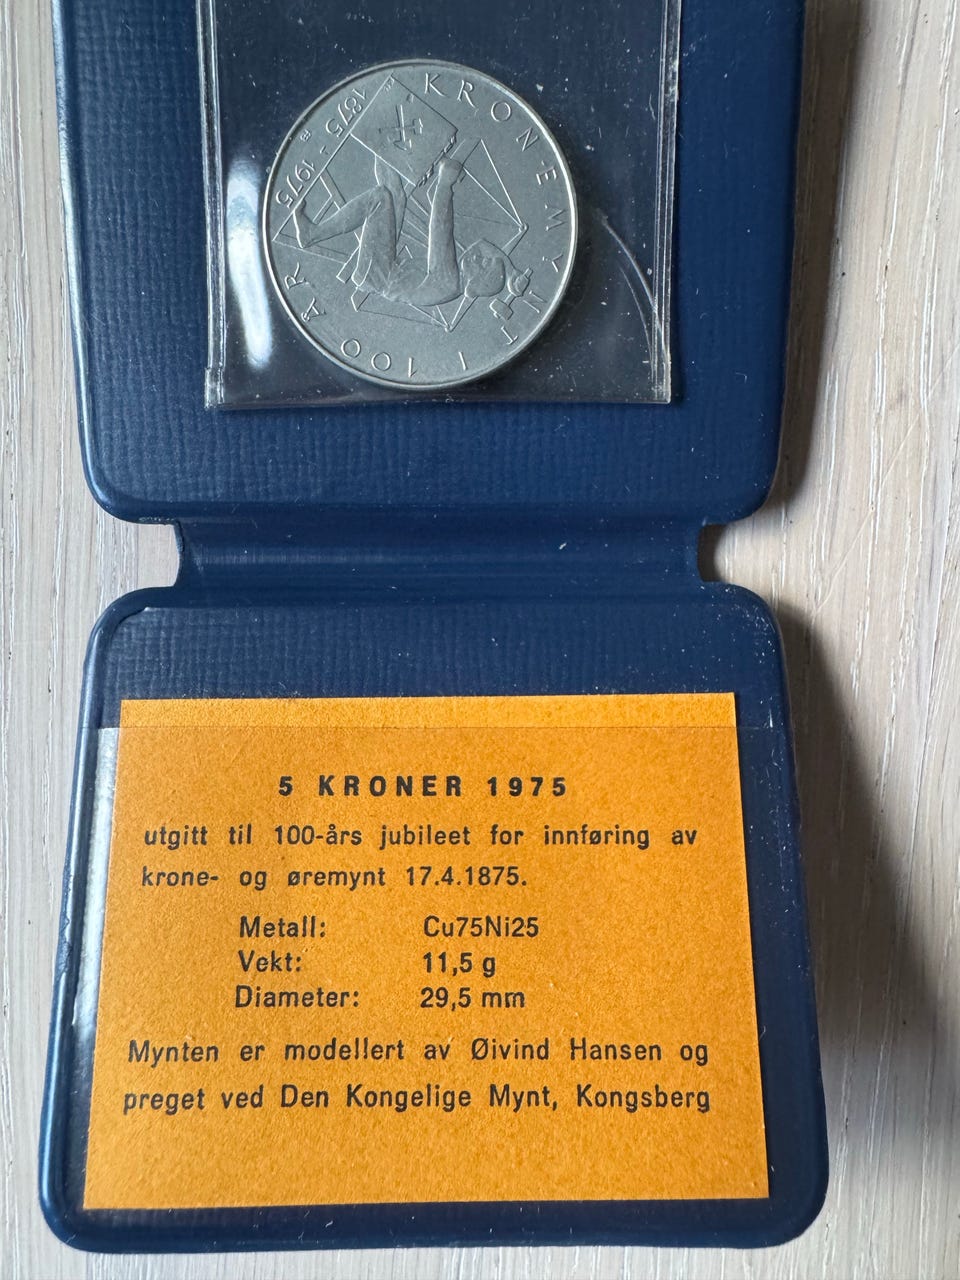 KRONEMYNT 100 ÅR
1875 - 1975
5 KRONER 1975
utgitt til 100-års jubileet for innføring av
krone- og øremynt 17.4.1875.
Metall: Cu75Ni25
Vekt: 11,5 g
Diameter: 29,5 mm
Mynten er modellert av Øivind Hansen og
preget ved Den Kongelige Mynt, Kongsberg